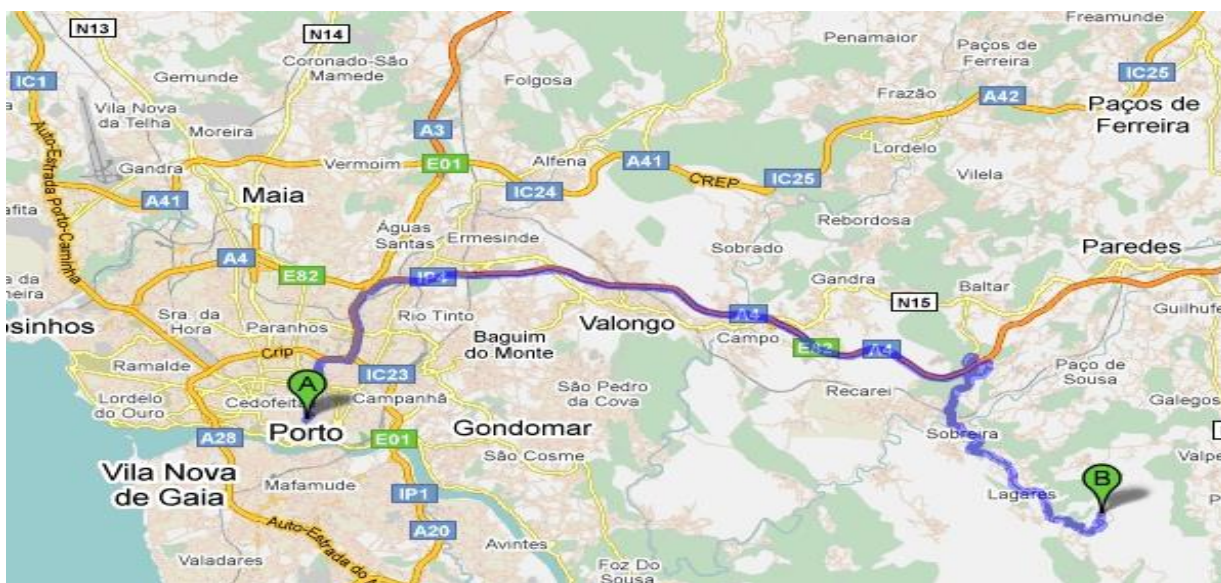 N13
N14
Freamunde
Coronado-São
Mamede
Penamaior
Paços de
Ferreira
IC1
Gemunde
Folgosa
IC25
Frazão
A42
Vila Nova
da Telha
Moreira
A3
Paços de
Ferreira
Lordelo
Gandra
Vermoim
E01
Alfena
A41
CREP
IC25
Vilela
IC24
A41
Maia
Auto-Estrada Porto-Caminha
Rebordosa
Águas
Santas
Ermesinde
Sobrado
Paredes
A4
E82
IP4
Gandra
N15
Baltar
Sra. da
Hora
Paranhos
Rio Tinto
Valongo
A4
Campo
E82
A4
osinhos
Baguim
do Monte
Ramalde
Crip
IC23
Paço de
Sousa
São Pedro
da Cova
Recarei
A
Lordelo
do Ouro
Campanhã
Galegos
A28
Porto
E01
Gondomar
Sobreira
São Cosme
Vila Nova
de Gaia
Mafamude
B
IP1
Lagares
A20
Avintes
Valadares
Foz Do
Sousa